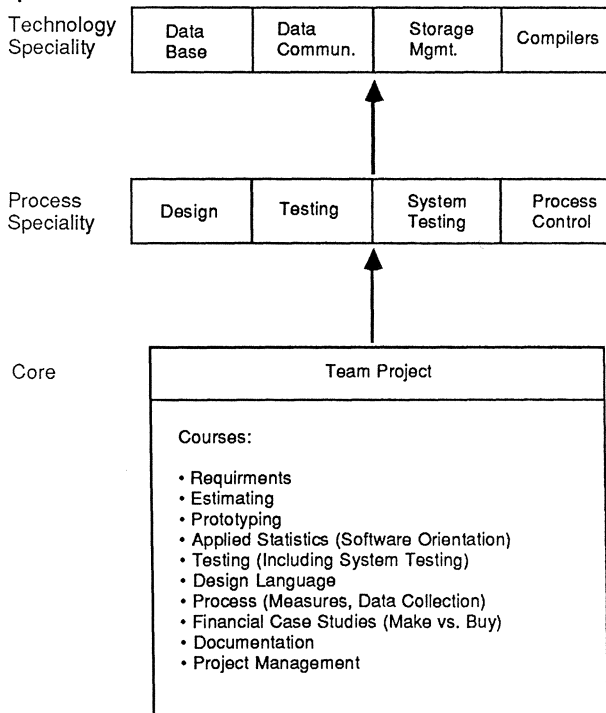 Technology
Speciality
Data
Base
Data
Commun.
Storage
Mgmt.
Compilers
Process
Speciality
Design
Testing
System
Testing
Process
Control
Core
Team Project
Courses:
• Requirments
• Estimating
• Prototyping
• Applied Statistics (Software Orientation)
• Testing (Including System Testing)
• Design Language
• Process (Measures, Data Collection)
• Financial Case Studies (Make vs. Buy)
• Documentation
• Project Management